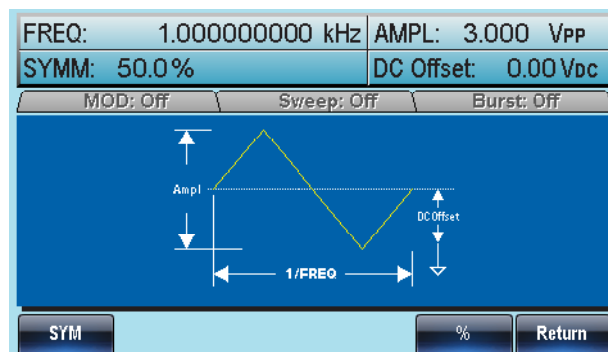 FREQ: 1.000000000 kHz AMPL: 3.000 VPP
SYMM: 50.0% DC Offset: 0.00 VDC
MOD: Off Sweep: Off Burst: Off
Ampl
DC Offset
1/FREQ
SYM % Return